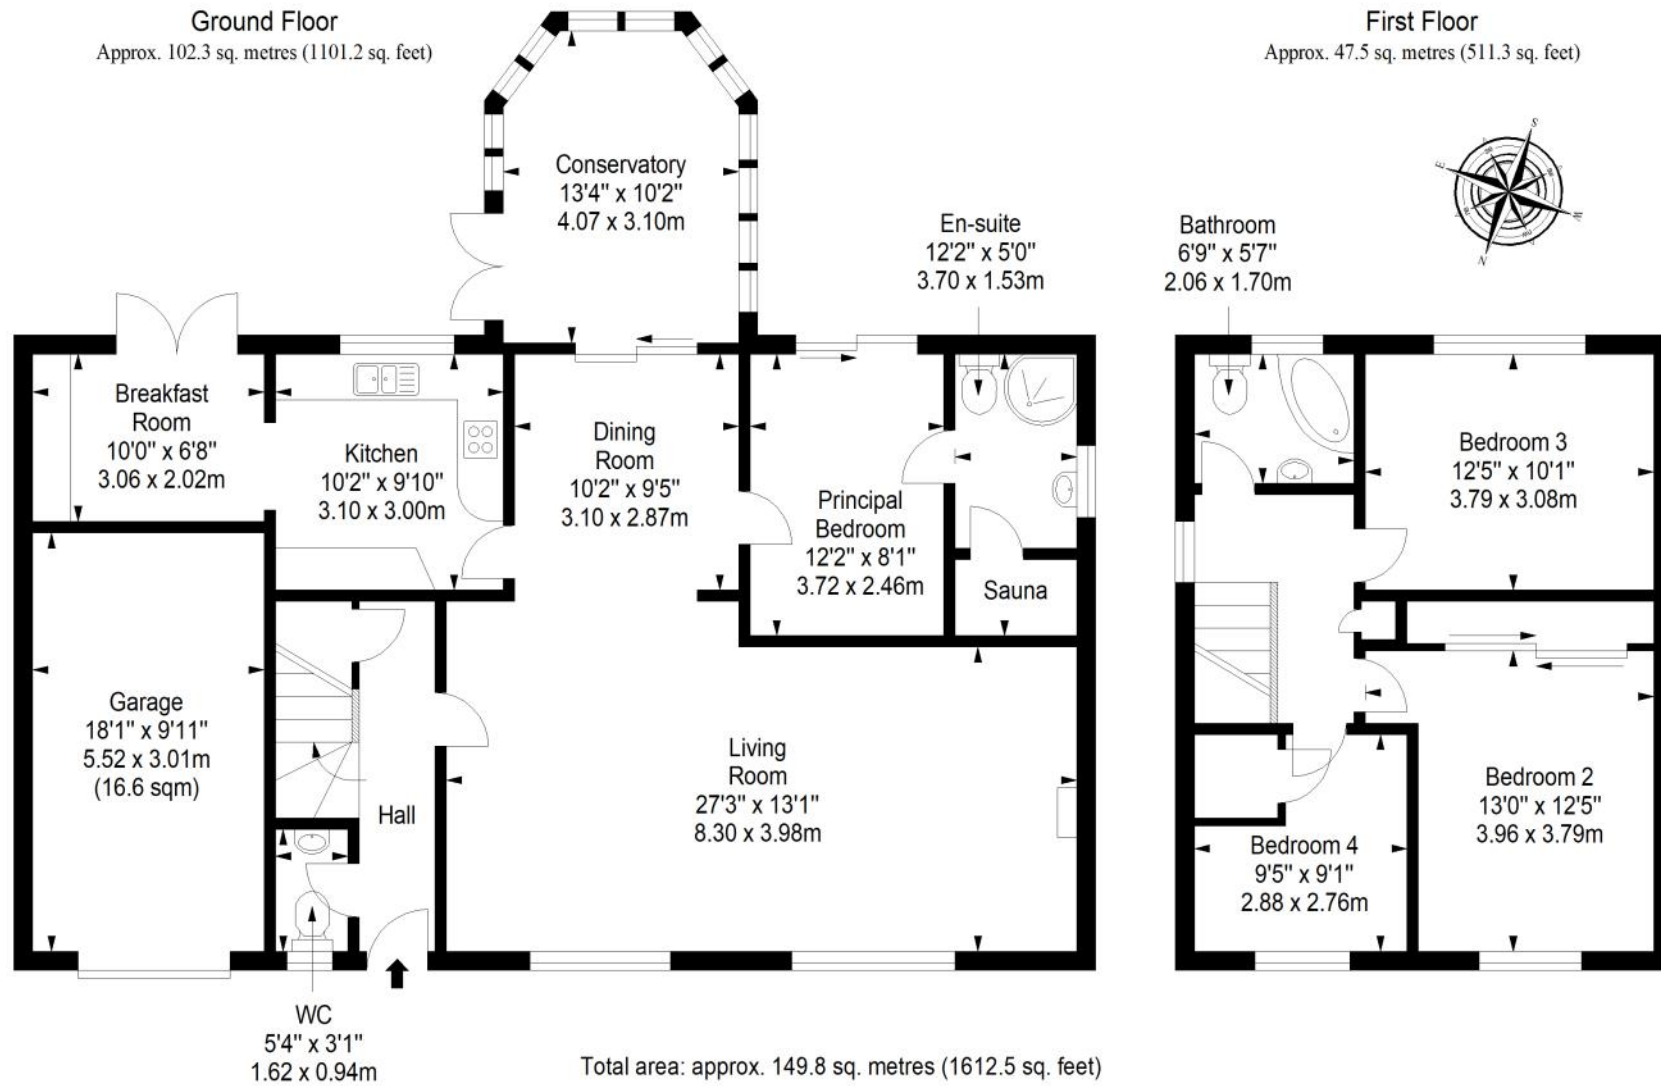 Ground Floor
Approx. 102.3 sq. metres (1101.2 sq. feet)
First Floor
Approx. 47.5 sq. metres (511.3 sq. feet)
S
E
W
N
Conservatory
13'4" x 10'2"
4.07 x 3.10m
En-suite
12'2" x 5'0"
3.70 x 1.53m
Bathroom
6'9" x 5'7"
2.06 x 1.70m
Breakfast
Room
10'0" x 6'8"
3.06 x 2.02m
Kitchen
10'2" x 9'10"
3.10 x 3.00m
Dining
Room
10'2" x 9'5"
3.10 x 2.87m
Principal
Bedroom
12'2" x 8'1"
3.72 x 2.46m
Sauna
Bedroom 3
12'5" x 10'1"
3.79 x 3.08m
Garage
18'1" x 9'11"
5.52 x 3.01m
(16.6 sqm)
Hall
Living
Room
27'3" x 13'1"
8.30 x 3.98m
Bedroom 2
13'0" x 12'5"
3.96 x 3.79m
Bedroom 4
9'5" x 9'1"
2.88 x 2.76m
WC
5'4" x 3'1"
1.62 x 0.94m
Total area: approx. 149.8 sq. metres (1612.5 sq. feet)